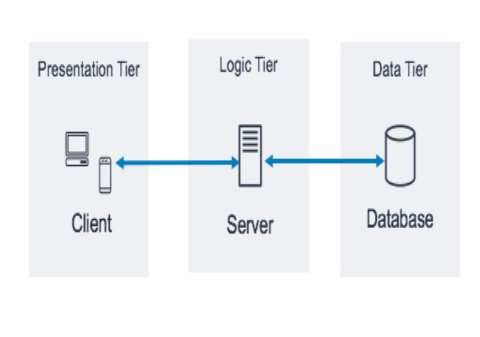 Presentation Tier
Logic Tier
Data Tier
Client
Server
Database